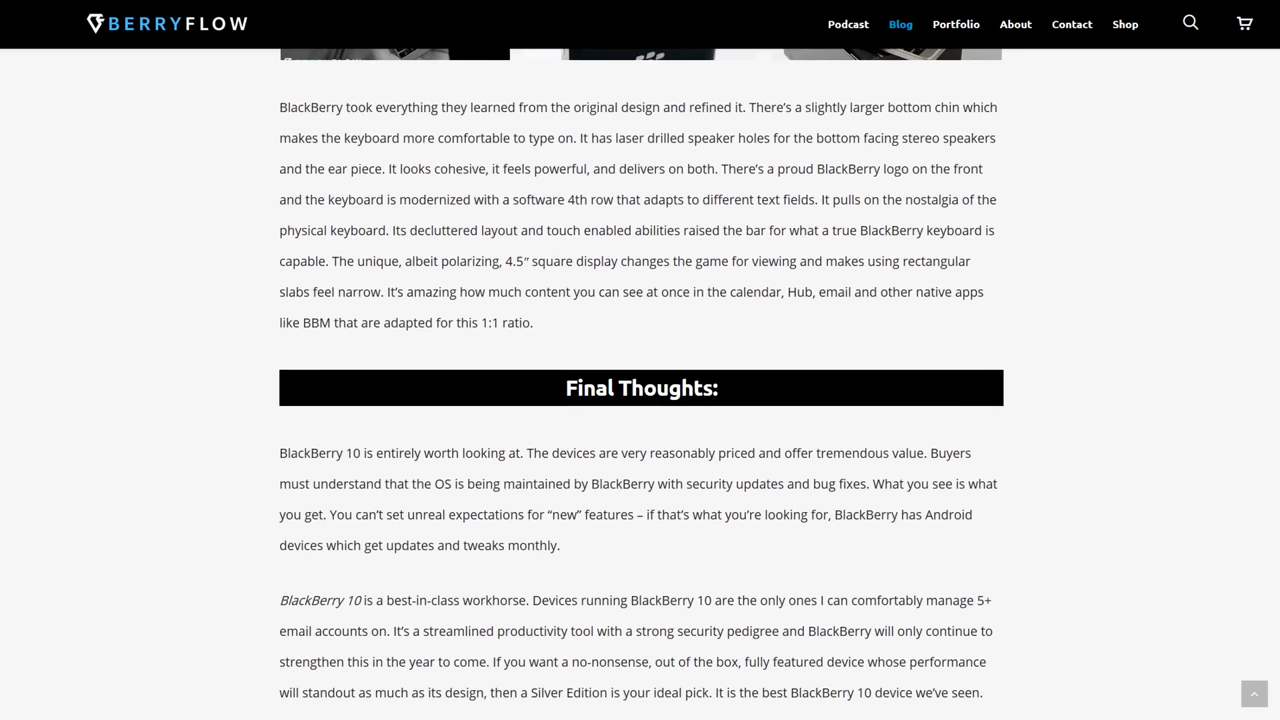 BERRYFLOW
Podcast Blog Portfolio About Contact Shop
BlackBerry took everything they learned from the original design and refined it. There’s a slightly larger bottom chin which
makes the keyboard more comfortable to type on. It has laser drilled speaker holes for the bottom facing stereo speakers
and the ear piece. It looks cohesive, it feels powerful, and delivers on both. There’s a proud BlackBerry logo on the front
and the keyboard is modernized with a software 4th row that adapts to different text fields. It pulls on the nostalgia of the
physical keyboard. Its decluttered layout and touch enabled abilities raised the bar for what a true BlackBerry keyboard is
capable. The unique, albeit polarizing, 4.5″ square display changes the game for viewing and makes using rectangular
slabs feel narrow. It’s amazing how much content you can see at once in the calendar, Hub, email and other native apps
like BBM that are adapted for this 1:1 ratio.
Final Thoughts:
BlackBerry 10 is entirely worth looking at. The devices are very reasonably priced and offer tremendous value. Buyers
must understand that the OS is being maintained by BlackBerry with security updates and bug fixes. What you see is what
you get. You can’t set unreal expectations for “new” features – if that’s what you’re looking for, BlackBerry has Android
devices which get updates and tweaks monthly.
BlackBerry 10 is a best-in-class workhorse. Devices running BlackBerry 10 are the only ones I can comfortably manage 5+
email accounts on. It’s a streamlined productivity tool with a strong security pedigree and BlackBerry will only continue to
strengthen this in the year to come. If you want a no-nonsense, out of the box, fully featured device whose performance
will standout as much as its design, then a Silver Edition is your ideal pick. It is the best BlackBerry 10 device we’ve seen.